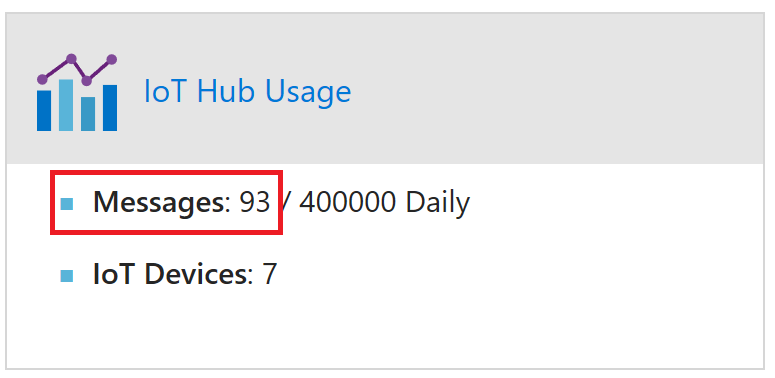 IoT Hub Usage
Messages: 93 / 400000 Daily
IoT Devices: 7